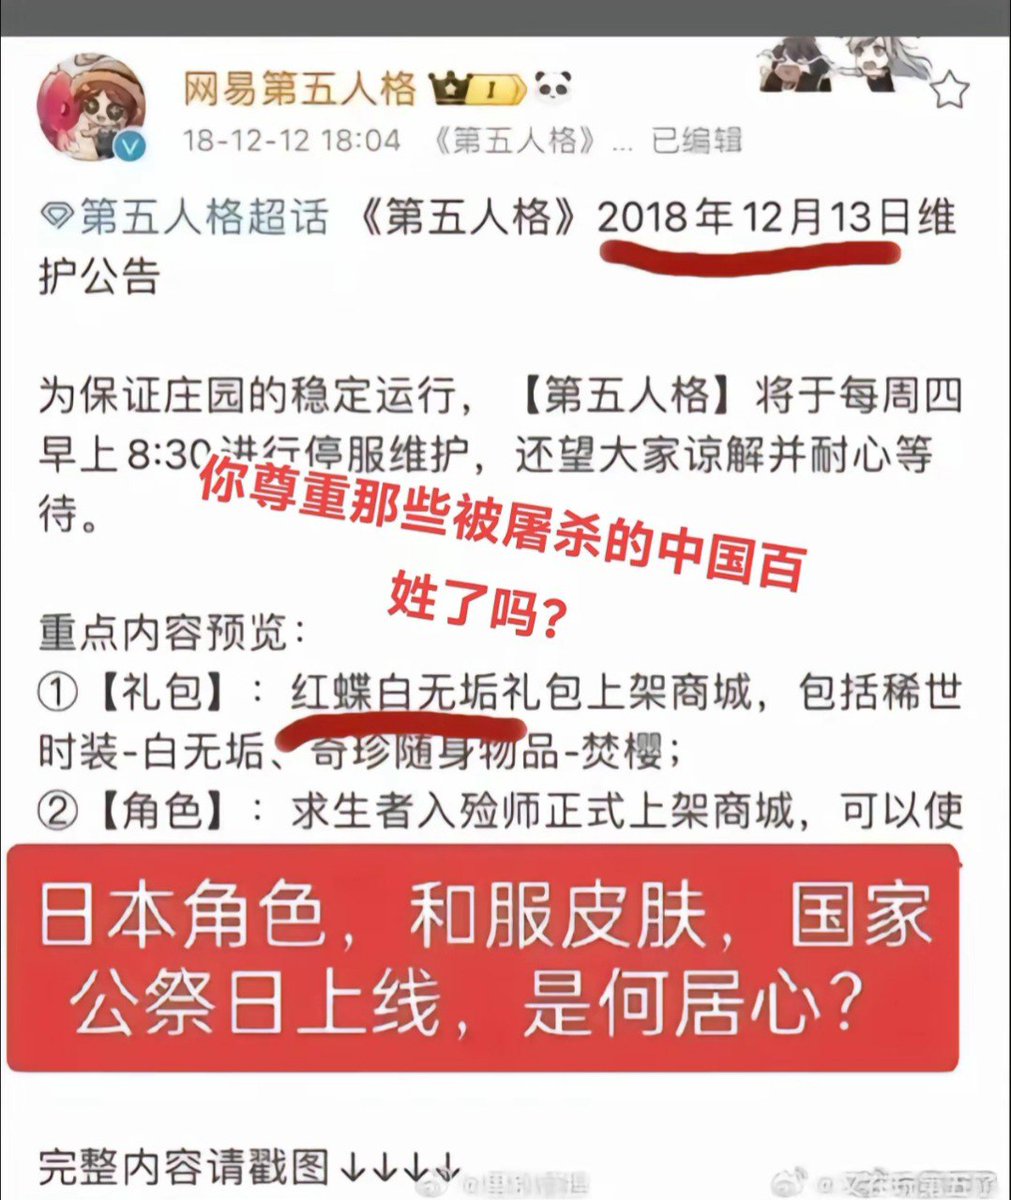 网易第五人格
18-12-12 18:04 《第五人格》... 已编辑
第五人格超话 《第五人格》2018年12月13日维
护公告
为保证庄园的稳定运行，【第五人格】将于每周四
早上8:30进行停服维护，还望大家谅解并耐心等
待。
你尊重那些被屠杀的中国百
姓了吗?
重点内容预览：
①【礼包】：红蝶白无垢礼包上架商城，包括稀世
时装-白无垢、奇珍随身物品-焚樱；
②【角色】：求生者入殓师正式上架商城，可以使
日本角色，和服皮肤，国家
公祭日上线，是何居心？
完整内容请戳图↓↓↓↓